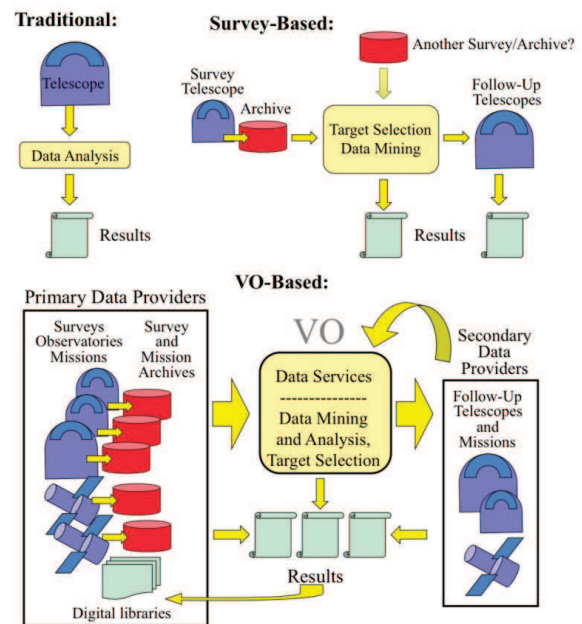 Traditional:
Telescope
Data Analysis
Results
Survey-Based:
Another Survey/Archive?
Survey
Telescope
Archive
Target Selection
Data Mining
Follow-Up
Telescopes
Results
VO-Based:
Primary Data Providers
Surveys
Observatories
Missions
Survey
and
Mission
Archives
Digital libraries
VO
Data Services
---------------
Data Mining
and Analysis,
Target Selection
Results
Secondary
Data
Providers
Follow-Up
Telescopes
and
Missions